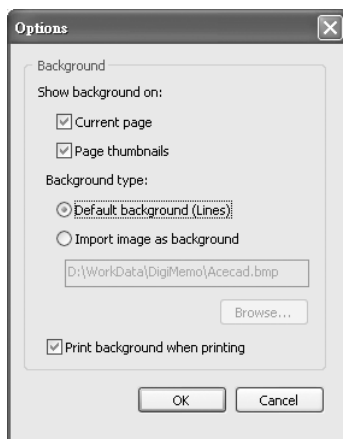 Options
Background
Show background on:
Current page
Page thumbnails
Background type:
Default background (Lines)
Import image as background
D:\WorkData\DigiMemo\Acecad.bmp
Browse...
Print background when printing
OK Cancel